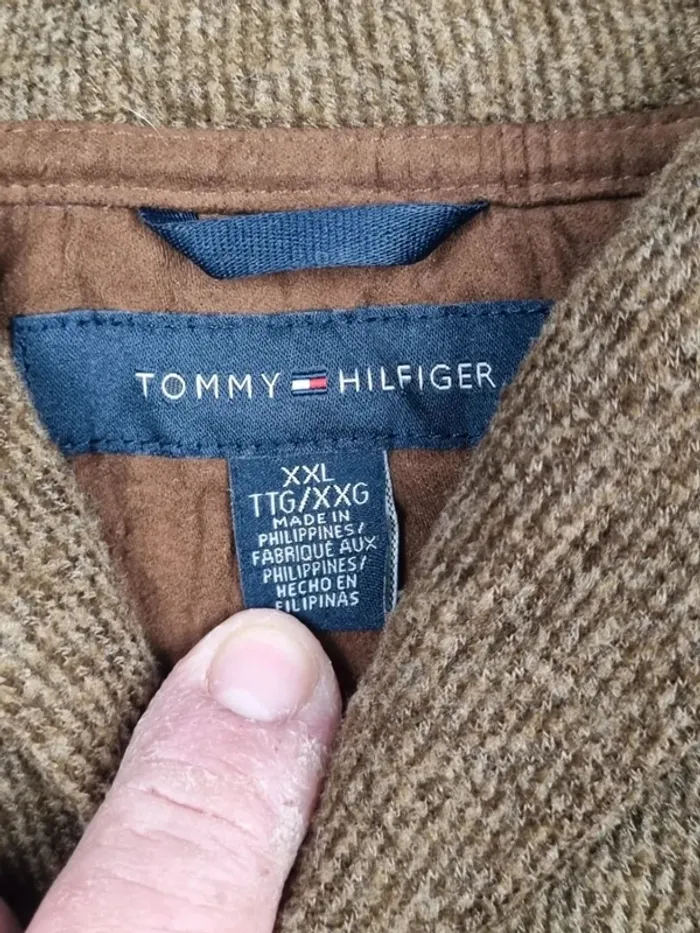 TOMMY HILFIGER
XXL
TTG/XXG
MADE IN
PHILIPPINES/
FABRIQUÉ AUX
PHILIPPINES/
HECHO EN
FILIPINAS